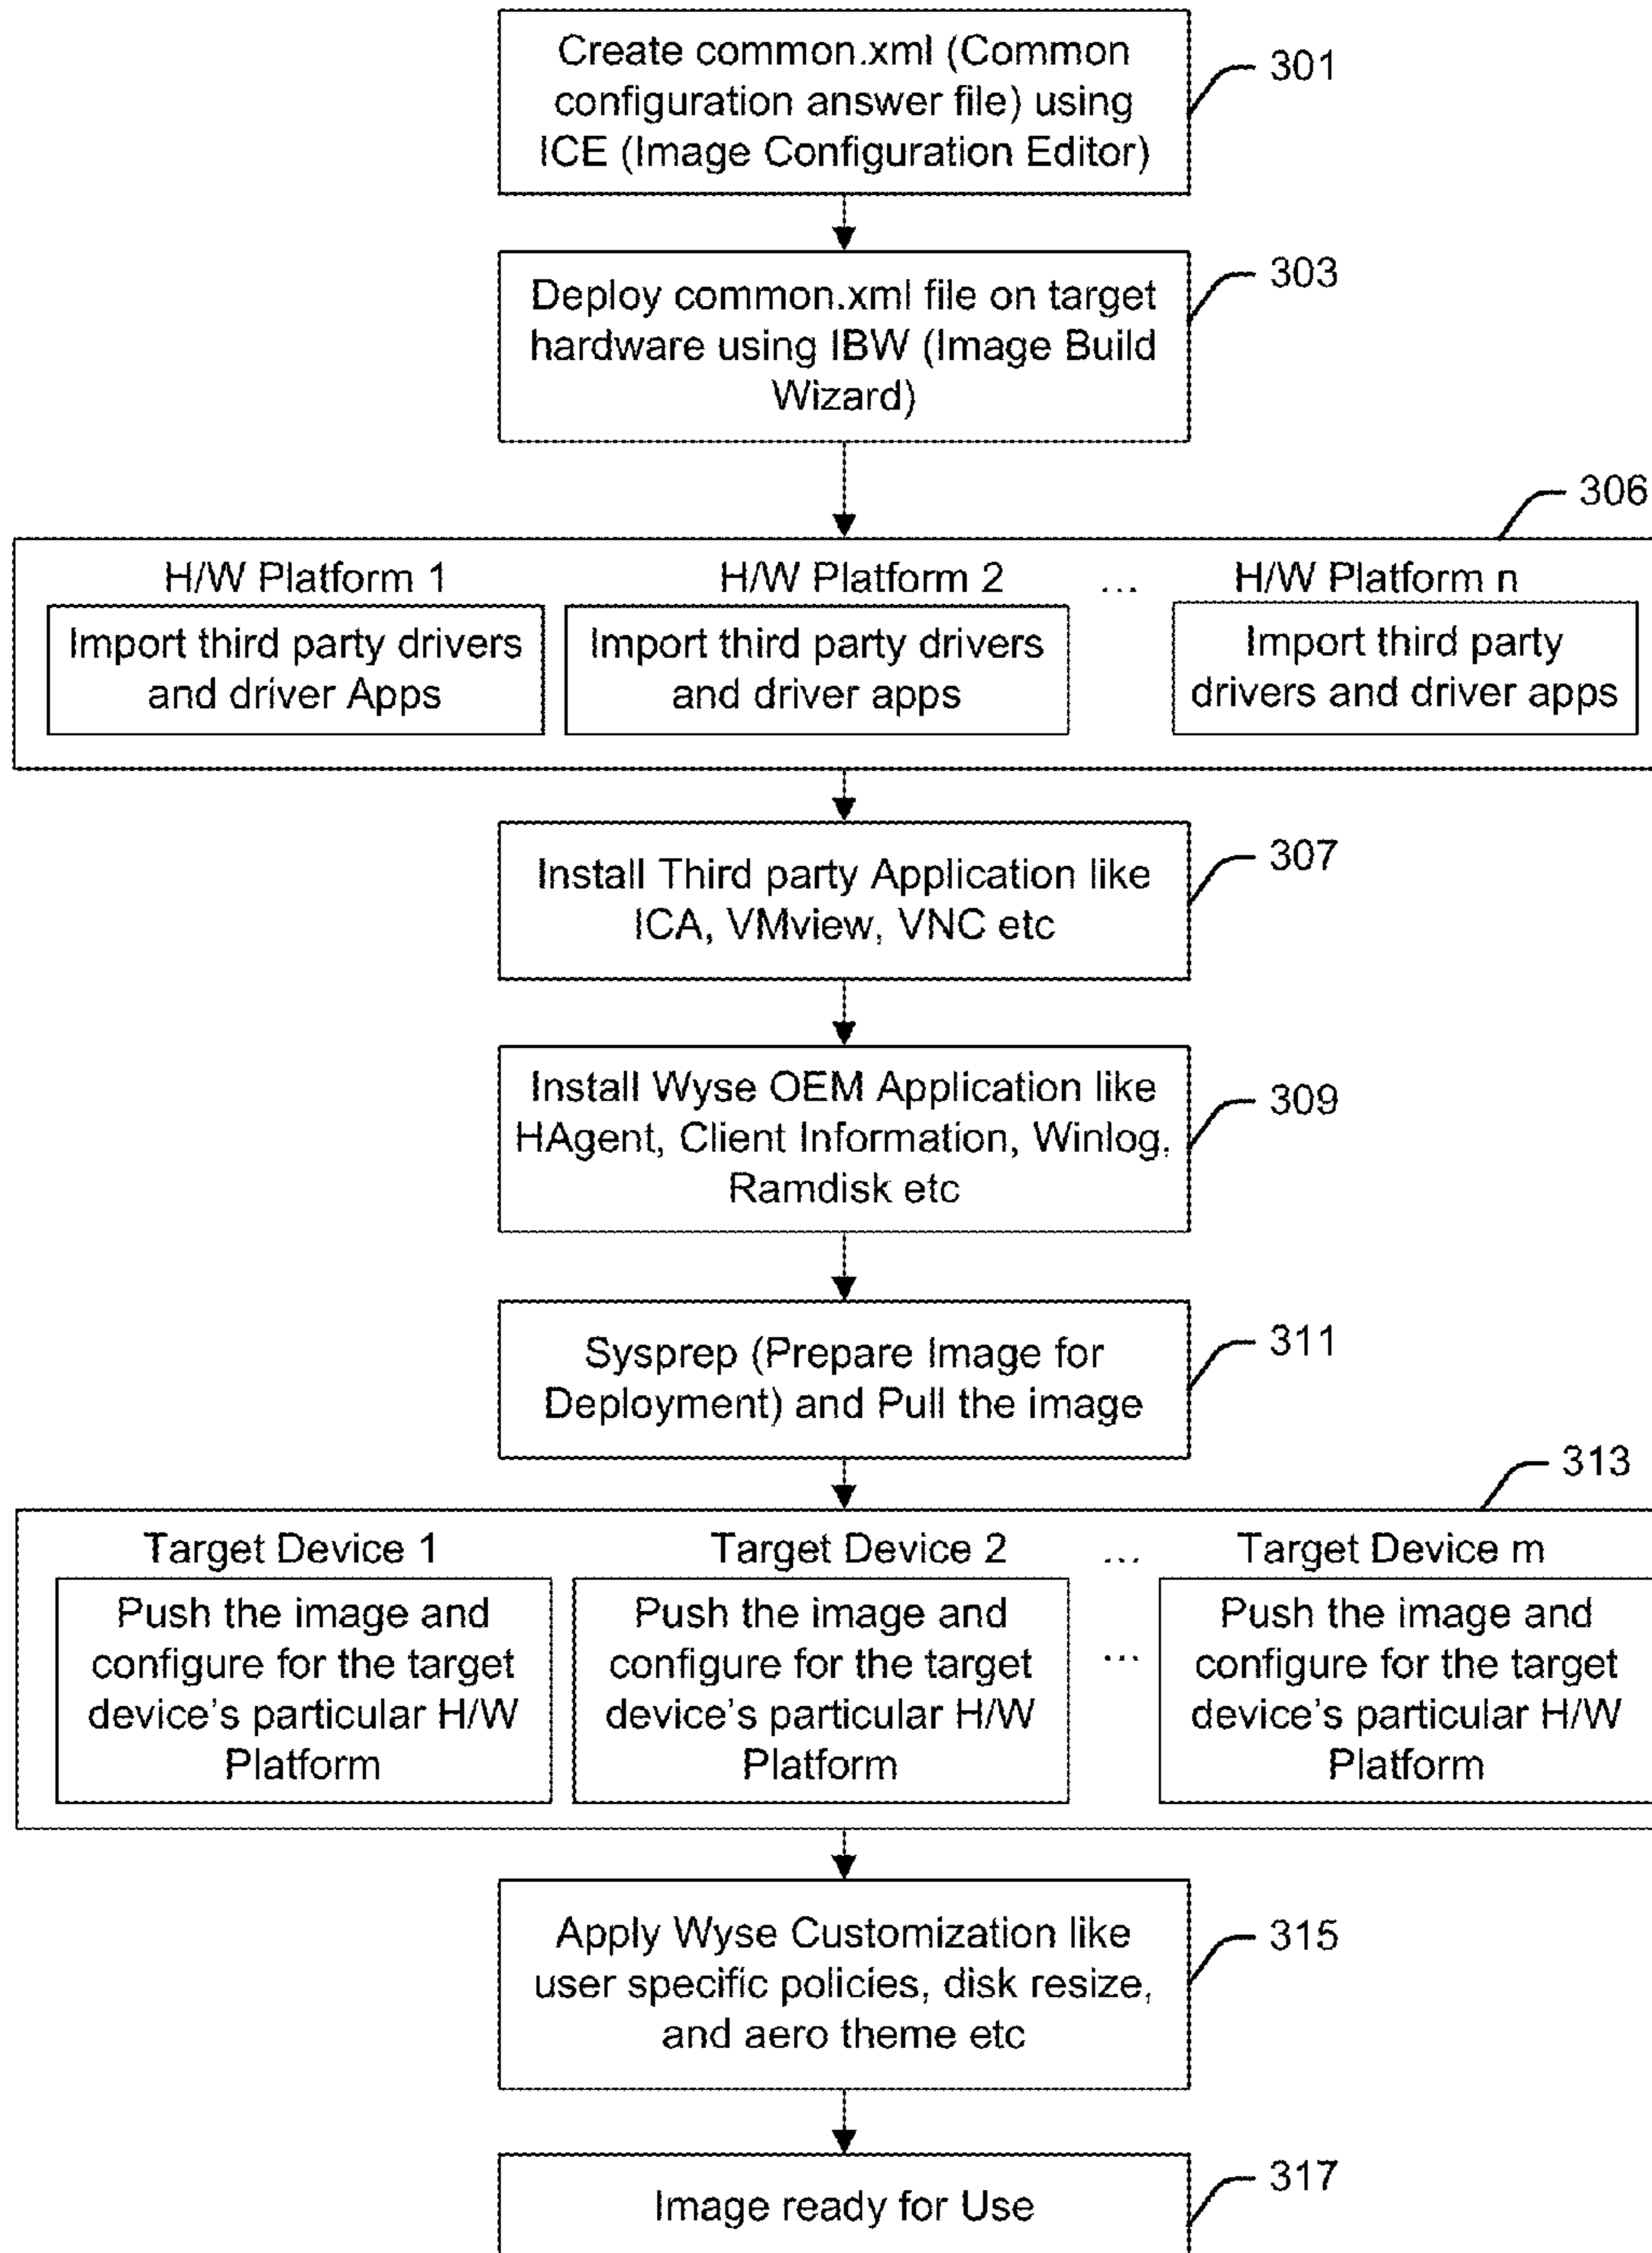 Create common.xml (Common
configuration answer file) using
ICE (Image Configuration Editor)
301
Deploy common.xml file on target
hardware using IBW (Image Build
Wizard)
303
306
H/W Platform 1
Import third party drivers
and driver Apps
H/W Platform 2
Import third party drivers
and driver apps
...
H/W Platform n
Import third party
drivers and driver apps
Install Third party Application like
ICA, VMview, VNC etc
307
Install Wyse OEM Application like
HAgent, Client Information, Winlog,
Ramdisk etc
309
Sysprep (Prepare Image for
Deployment) and Pull the image
311
313
Target Device 1
Push the image and
configure for the target
device's particular H/W
Platform
Target Device 2
Push the image and
configure for the target
device's particular H/W
Platform
...
...
Target Device m
Push the image and
configure for the target
device's particular H/W
Platform
Apply Wyse Customization like
user specific policies, disk resize,
and aero theme etc
315
Image ready for Use
317